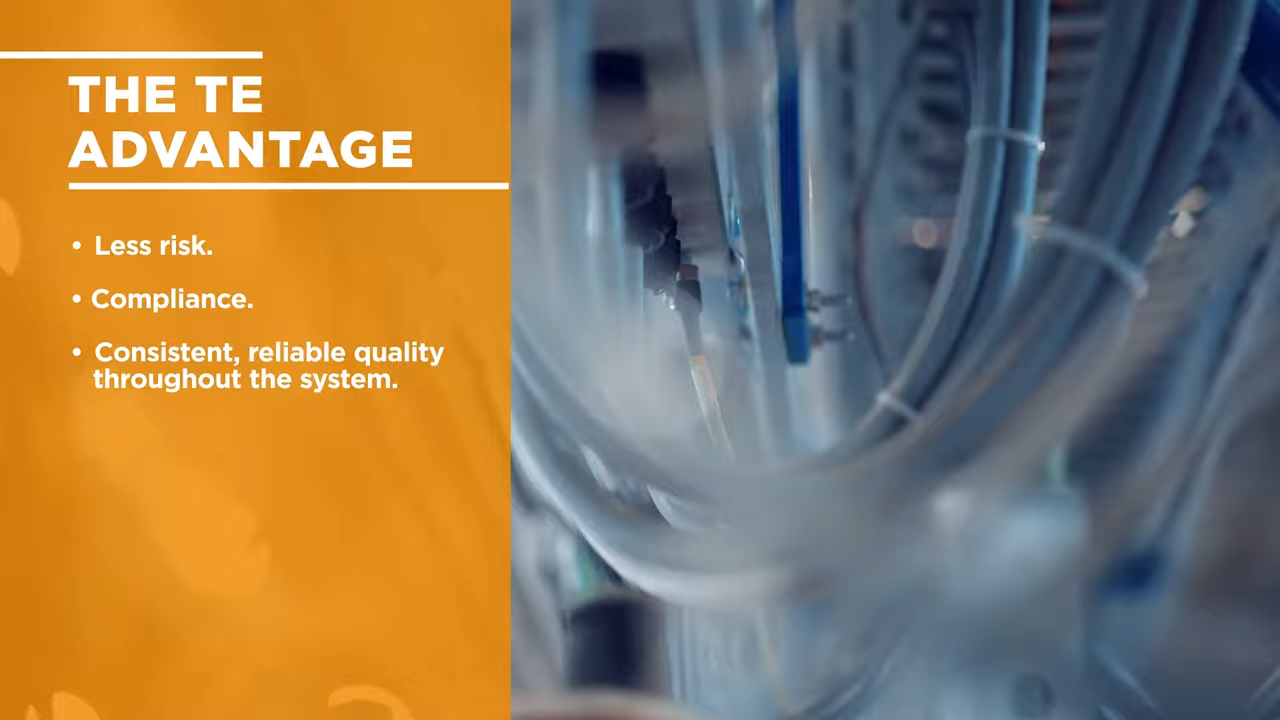 THE TE
ADVANTAGE
• Less risk.
• Compliance.
• Consistent, reliable quality
throughout the system.